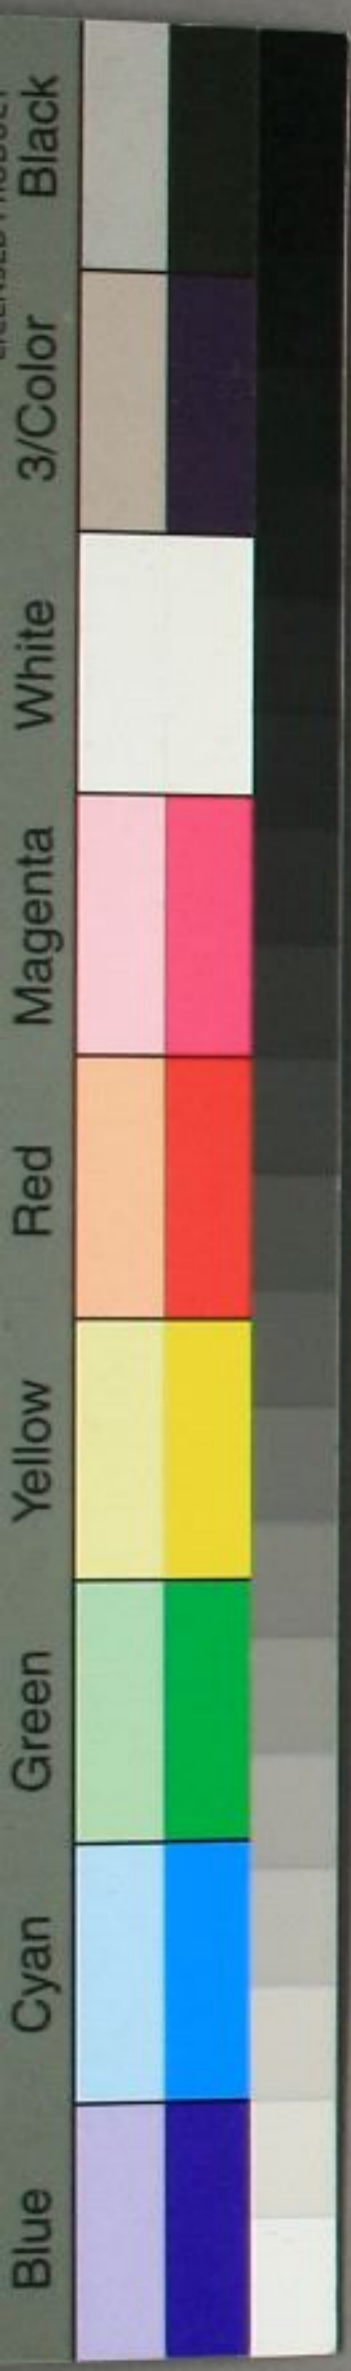 Blue
Cyan
Green
Yellow
Red
Magenta
White
3/Color
Black